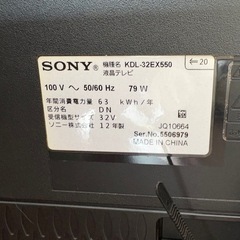 SONY 機種名 KDL-32EX550
液晶テレビ
⇐20
100 V ～ 50/60 Hz 79 W
年間消費電力量 63 kWh/年
区分名 DN
受信機型サイズ 32V
ソニー株式会社 12年製
JQ10664
Ser.No.5506979
MADE IN CHINA